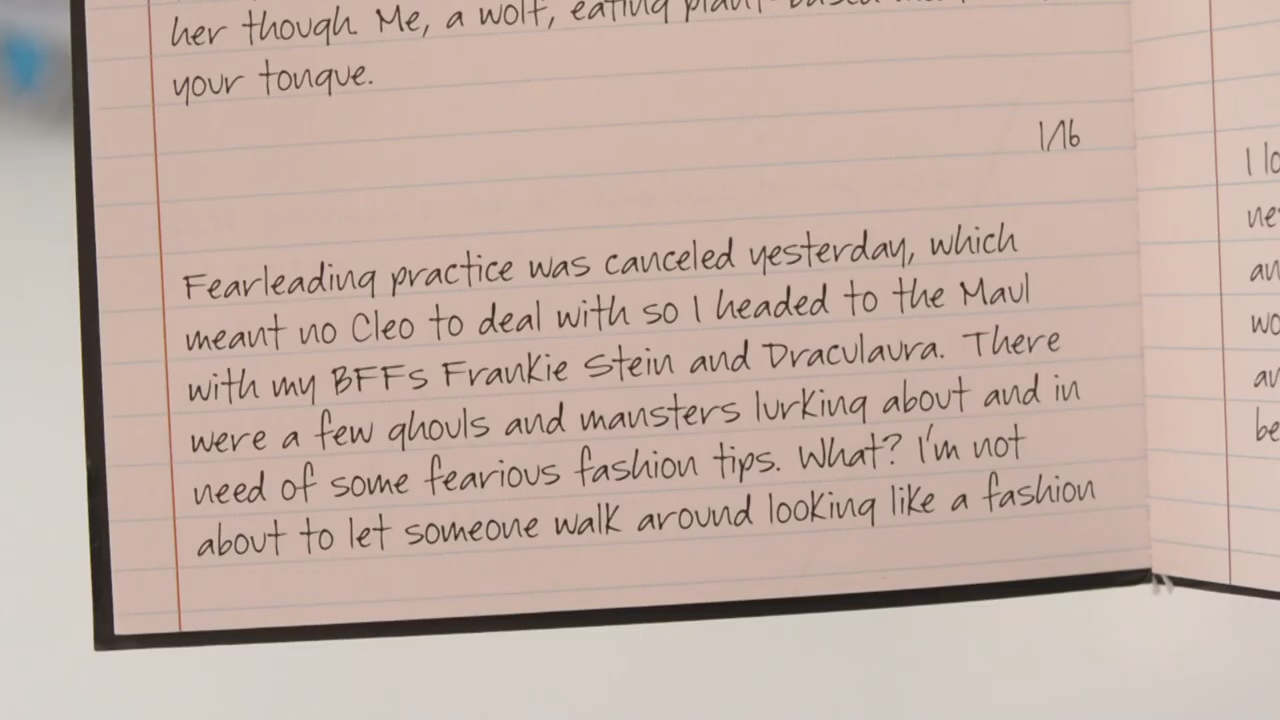 her though Me, a wolf, eating plant-based
your tongue.
1/16
Fearleading practice was canceled yesterday, which
meant no Cleo to deal with so I headed to the Maul
with my BFFs Frankie Stein and Draculaura. There
were a few ghouls and mansters lurking about and in
need of some fearious fashion tips. What? I'm not
about to let someone walk around looking like a fashion
I
be